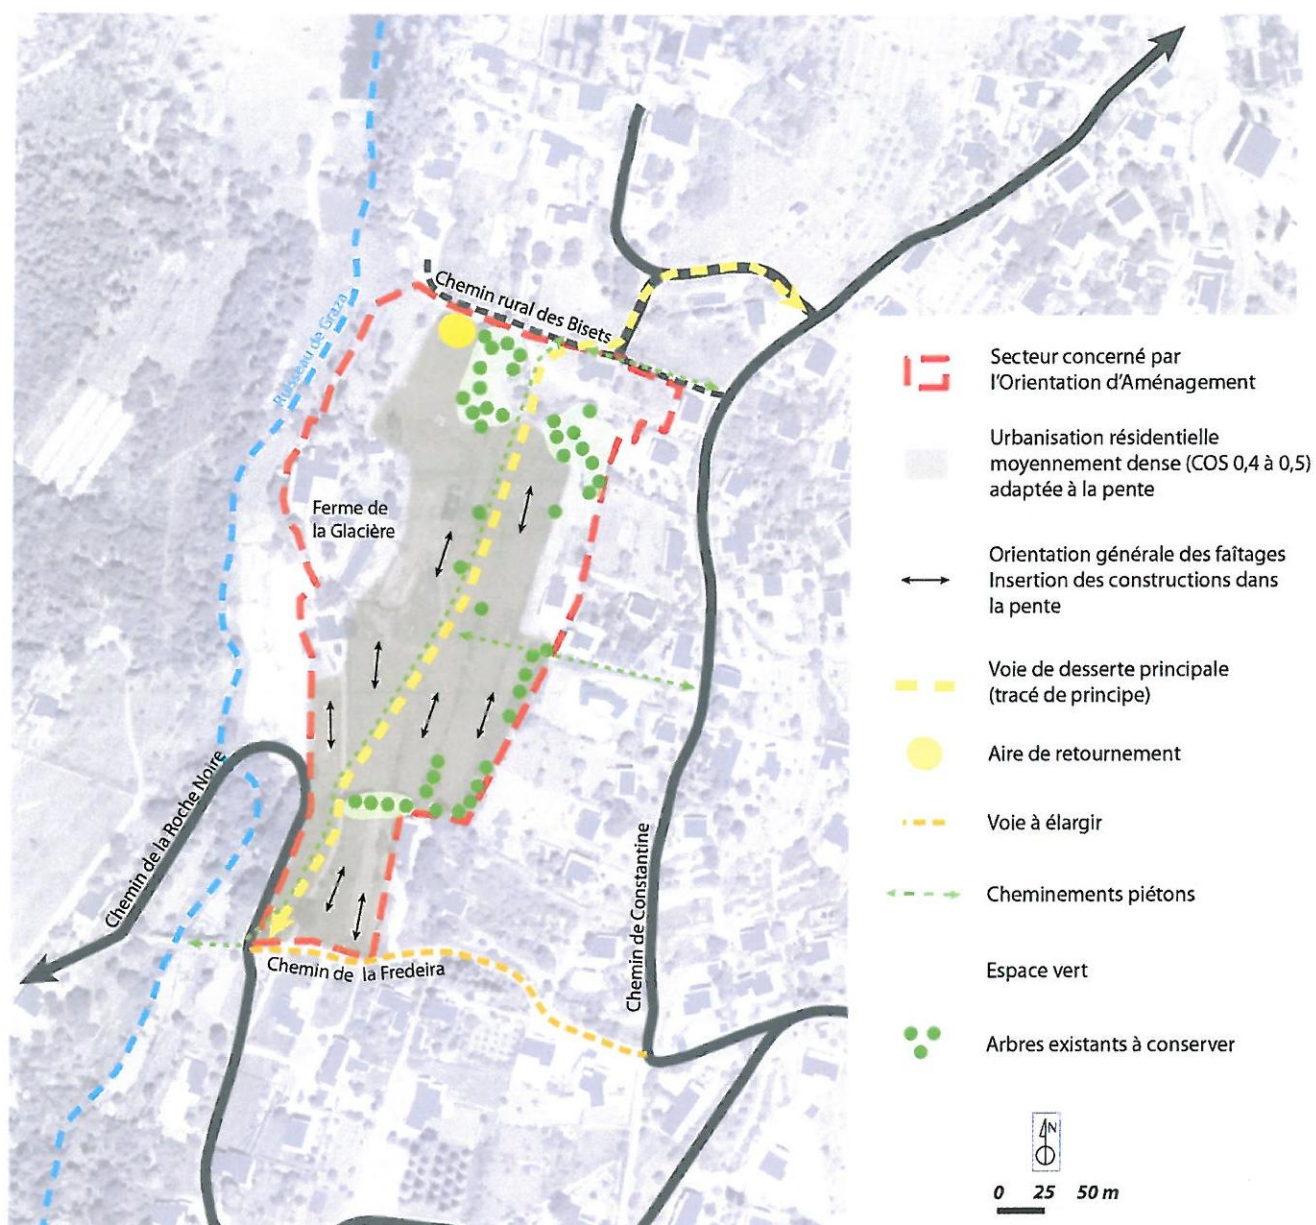 Chemin rural des Bisets
Ruisseau de Graza
Ferme de
la Glacière
Chemin de la Roche Noire
Chemin de Constantine
Chemin de la Fredeira
Secteur concerné par
l'Orientation d'Aménagement
Urbanisation résidentielle
moyennement dense (COS 0,4 à 0,5)
adaptée à la pente
Orientation générale des faîtages
Insertion des constructions dans
la pente
Voie de desserte principale
(tracé de principe)
Aire de retournement
Voie à élargir
Cheminements piétons
Espace vert
Arbres existants à conserver
N
0 25 50 m